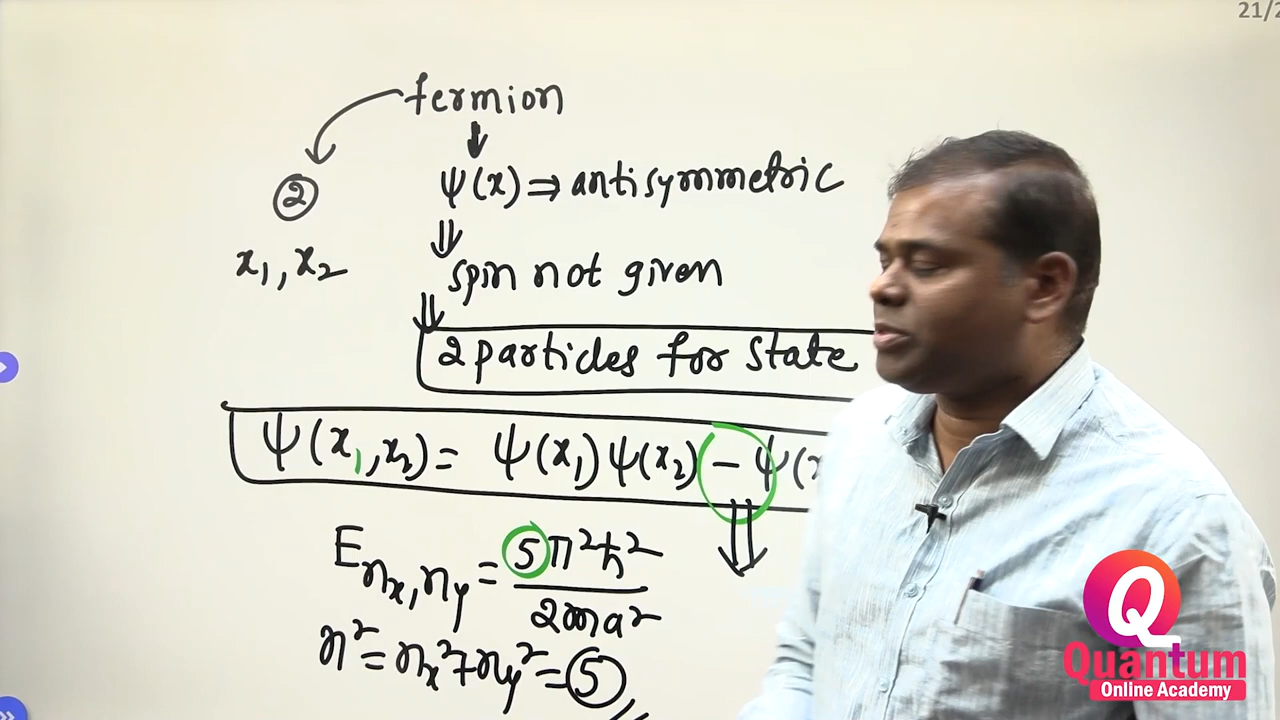 21/2
fermion
ψ(x) ⇒ antisymmetric
②
x₁, x₂
spin not given
2 particles for state
ψ(x₁,x₂) = ψ(x₁) ψ(x₂) − ψ(x
E_{nx,ny} = 5π²ħ² / 2ma²
n² = nx² + ny² = 5
Q
Quantum
Online Academy